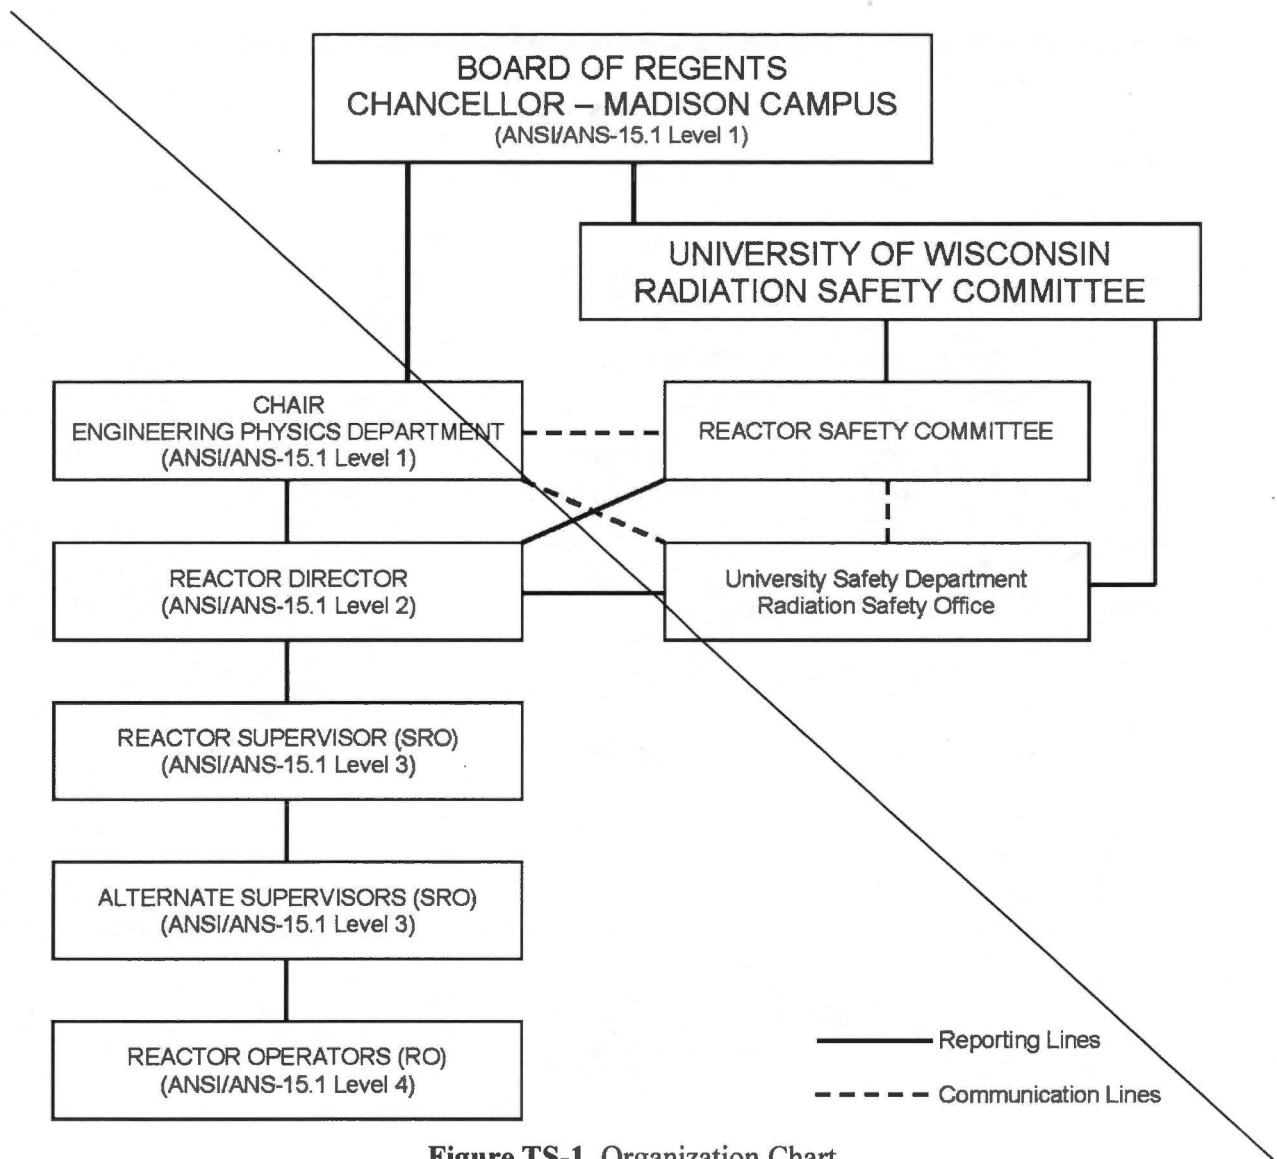 BOARD OF REGENTS
CHANCELLOR – MADISON CAMPUS
(ANSI/ANS-15.1 Level 1)
UNIVERSITY OF WISCONSIN
RADIATION SAFETY COMMITTEE
CHAIR
ENGINEERING PHYSICS DEPARTMENT
(ANSI/ANS-15.1 Level 1)
REACTOR SAFETY COMMITTEE
REACTOR DIRECTOR
(ANSI/ANS-15.1 Level 2)
University Safety Department
Radiation Safety Office
REACTOR SUPERVISOR (SRO)
(ANSI/ANS-15.1 Level 3)
ALTERNATE SUPERVISORS (SRO)
(ANSI/ANS-15.1 Level 3)
REACTOR OPERATORS (RO)
(ANSI/ANS-15.1 Level 4)
Reporting Lines
Communication Lines
Figure TS-1 Organization Chart